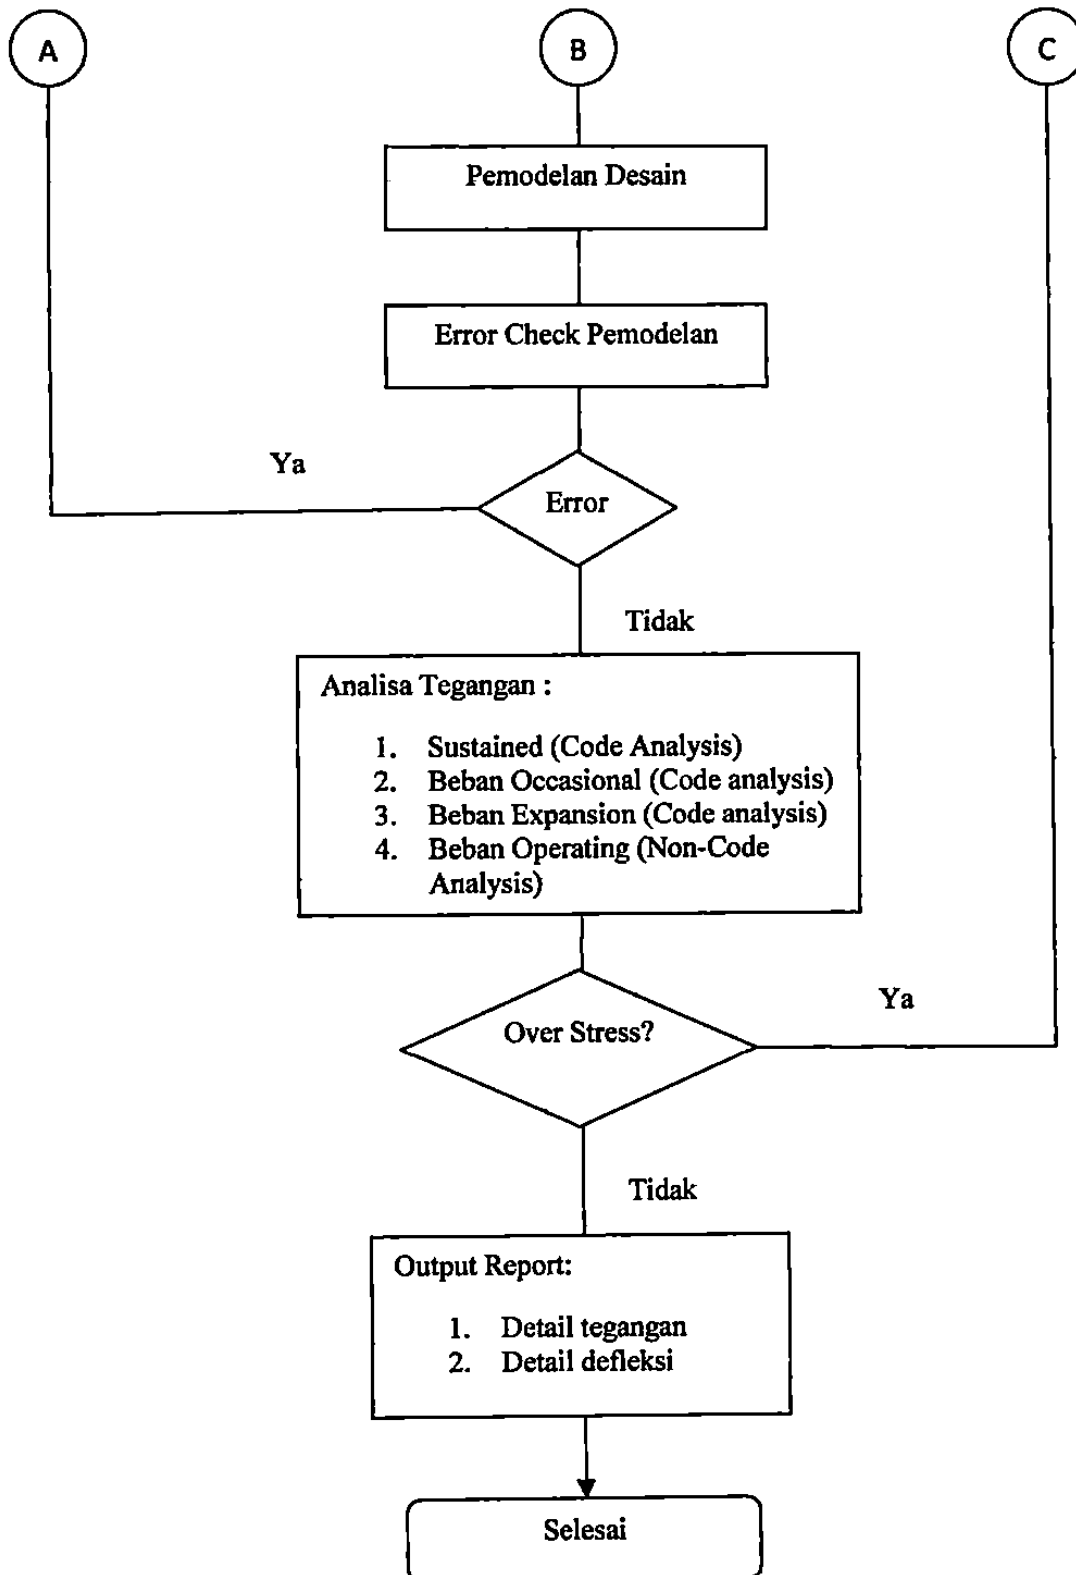 A
B
C
Pemodelan Desain
Error Check Pemodelan
Ya
Error
Tidak
Analisa Tegangan :
1. Sustained (Code Analysis)
2. Beban Occasional (Code analysis)
3. Beban Expansion (Code analysis)
4. Beban Operating (Non-Code
Analysis)
Ya
Over Stress?
Tidak
Output Report:
1. Detail tegangan
2. Detail defleksi
Selesai